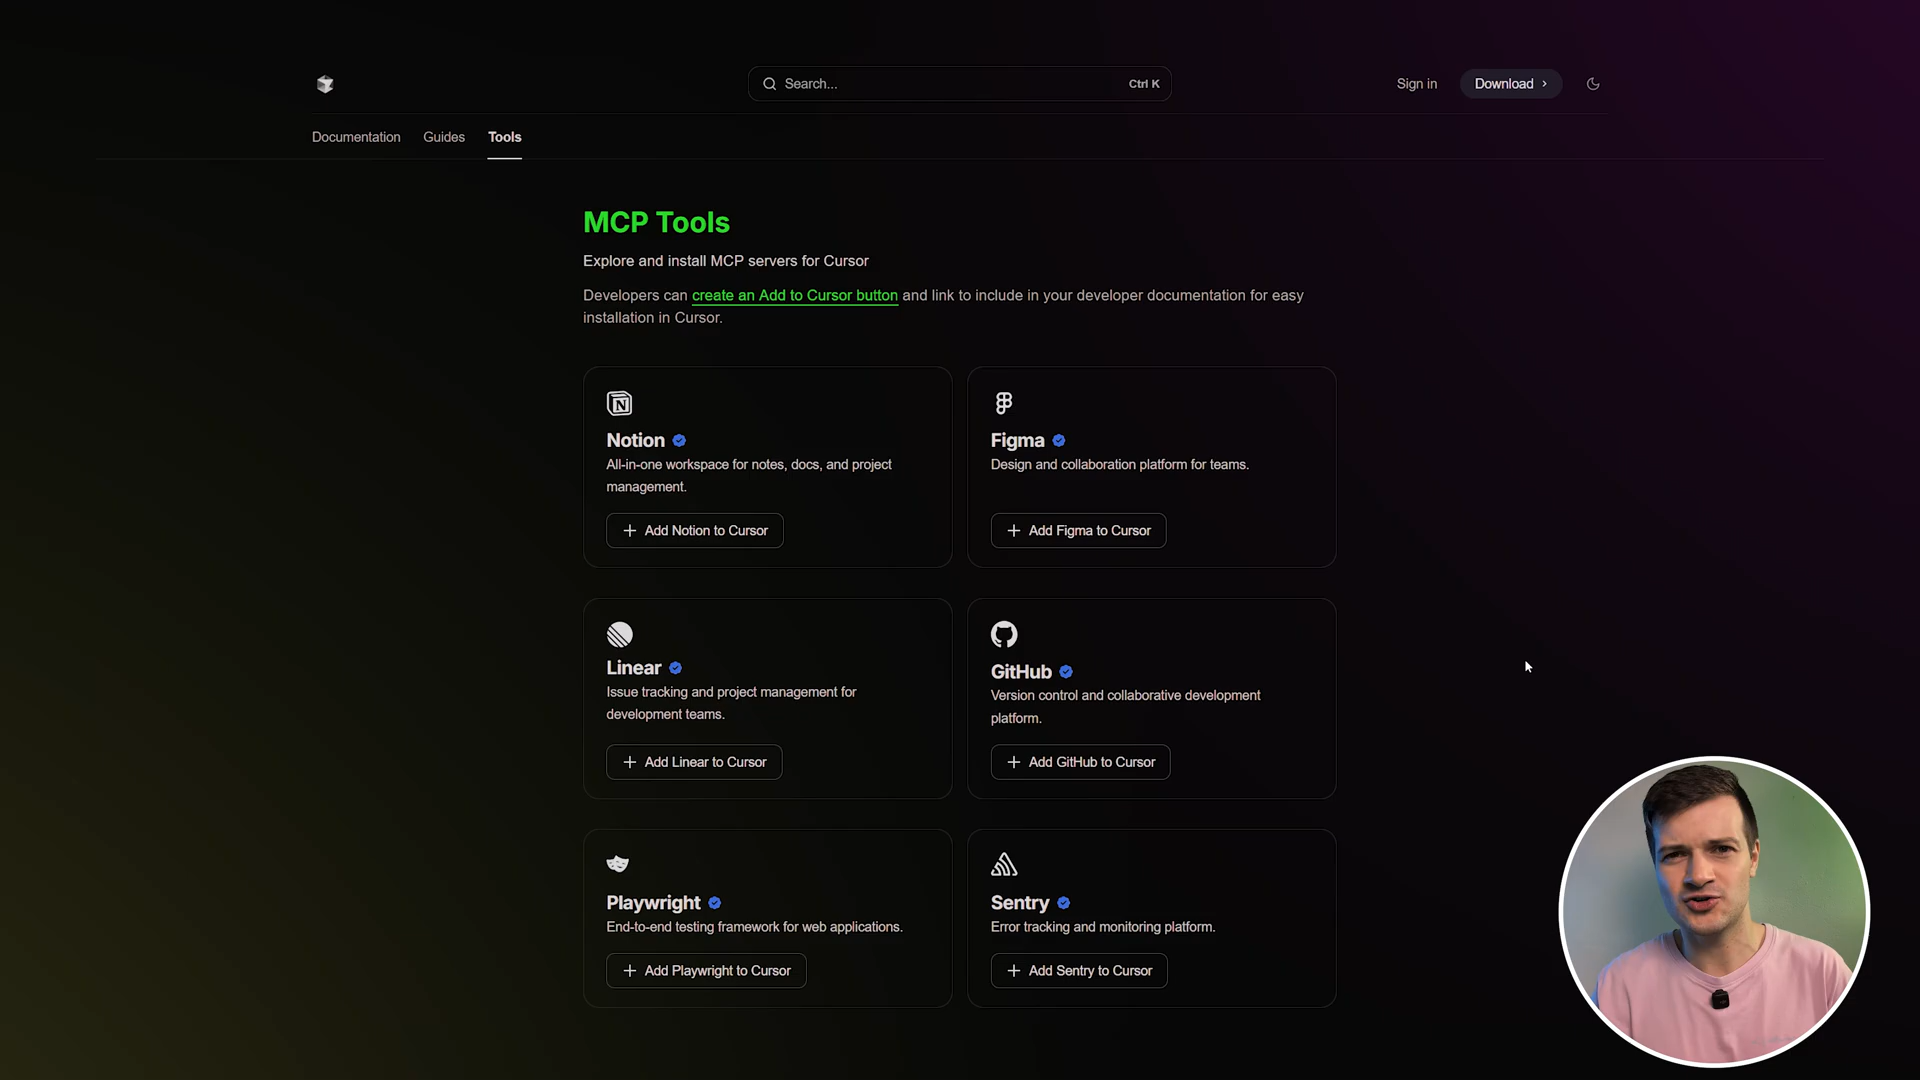 Search...
Ctrl K
Sign in
Download
Documentation
Guides
Tools
MCP Tools
Explore and install MCP servers for Cursor
Developers can create an Add to Cursor button and link to include in your developer documentation for easy
installation in Cursor.
Notion
All-in-one workspace for notes, docs, and project
management.
Add Notion to Cursor
Figma
Design and collaboration platform for teams.
Add Figma to Cursor
Linear
Issue tracking and project management for
development teams.
Add Linear to Cursor
GitHub
Version control and collaborative development
platform.
Add GitHub to Cursor
Playwright
End-to-end testing framework for web applications.
Add Playwright to Cursor
Sentry
Error tracking and monitoring platform.
Add Sentry to Cursor